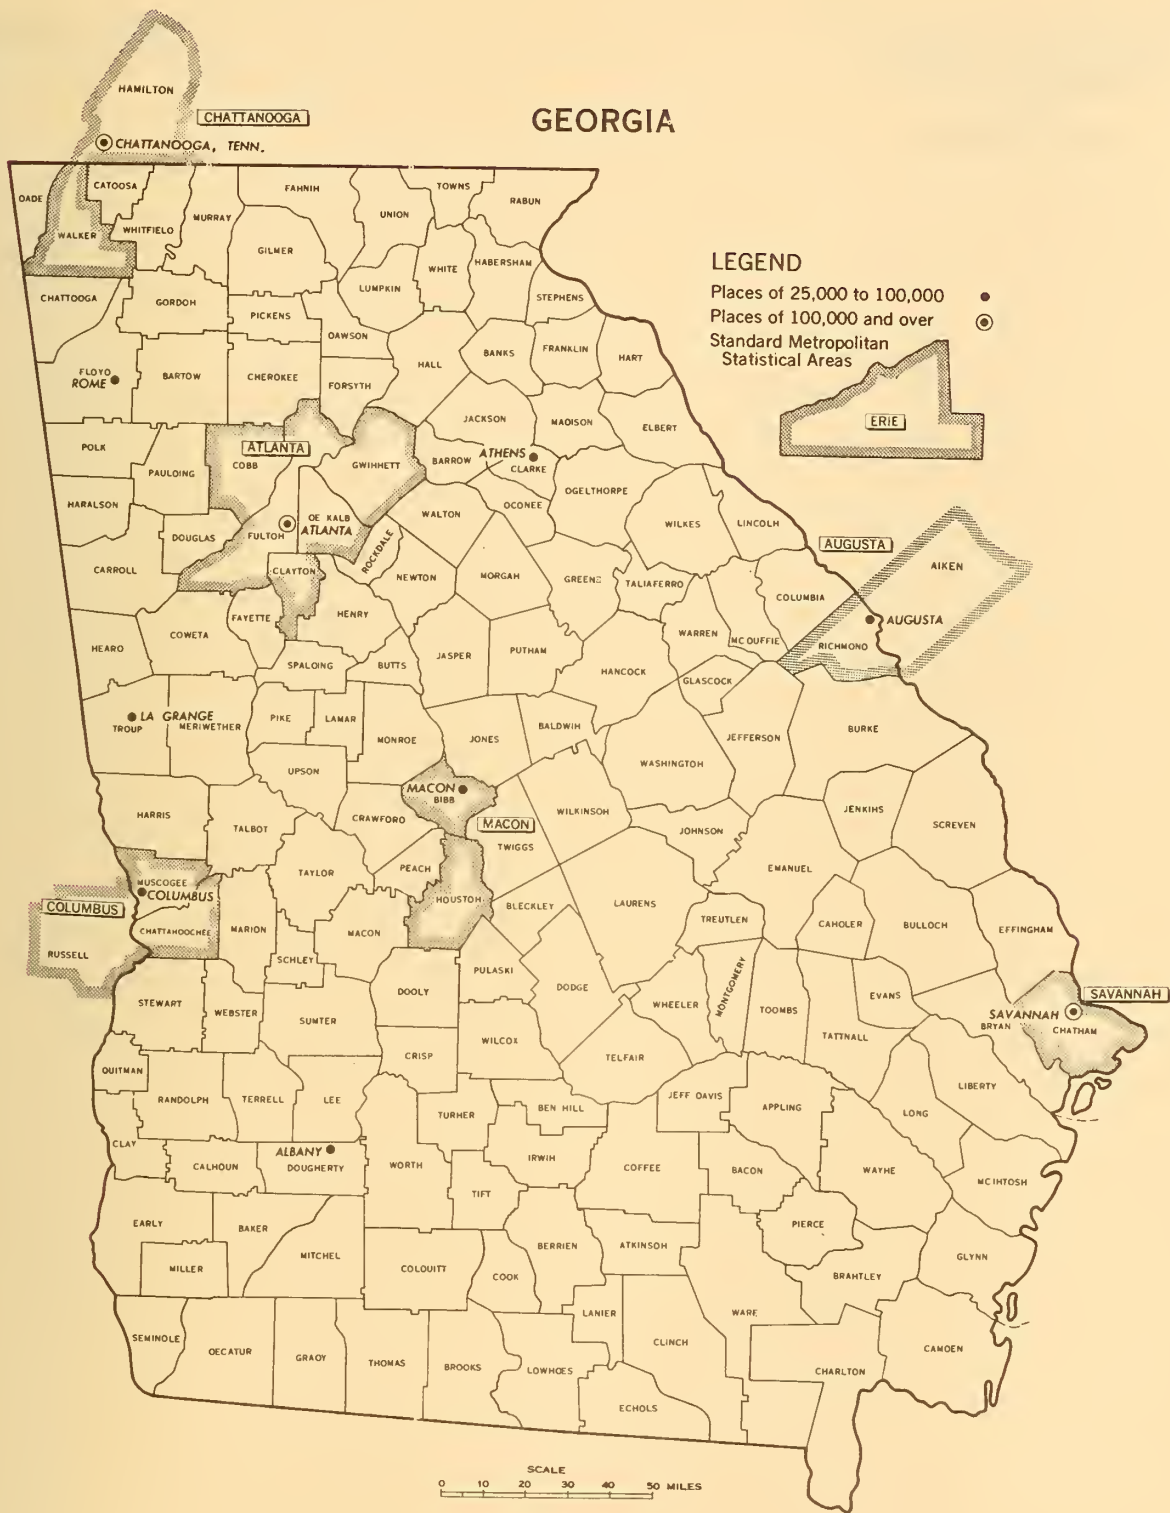 HAMILTON
CHATTANOOGA
CHATTANOOGA, TENN.
GEORGIA
LEGEND
Places of 25,000 to 100,000
Places of 100,000 and over
Standard Metropolitan
Statistical Areas
ERIE
OADE
CATOOSA
WALKER
WHITFIELD
MURRAY
FAHNIH
GILMER
UNION
TOWNS
RABUN
WHITE
HABERSHAM
LUMPKIN
STEPHENS
CHATTOOGA
GORDOH
PICKENS
OAWSON
HALL
BANKS
FRANKLIN
HART
FLOYO
ROME
BARTOW
CHEROKEE
FORSYTH
JACKSON
MADISON
ELBERT
POLK
PAULOING
ATLANTA
COBB
GWIHHETT
BARROW
ATHENS
CLARKE
OCONEE
OGELTHORPE
WILKES
LINCOLH
HARALSON
DOUGLAS
FULTOH
OE KALB
ATLANTA
ROCKDALE
WALTON
CARROLL
CLAYTON
NEWTON
MORGAH
GREENE
TALIAFERRO
AUGUSTA
AIKEN
COLUMBIA
AUGUSTA
RICHMOND
HEARO
COWETA
FAYETTE
HENRY
SPALOING
BUTTS
JASPER
PUTHAM
HANCOCK
WARREN
MC DUFFIE
GLASCOCK
LA GRANGE
TROUP
MERIWETHER
PIKE
LAMAR
MONROE
JONES
BALDWIH
WASHINGTOH
JEFFERSON
BURKE
UPSON
MACON
BIBB
MACON
TWIGGS
WILKINSOH
JOHNSON
JENKIHS
SCREVEN
HARRIS
TALBOT
CRAWFORO
TAYLOR
PEACH
HOUSTOH
BLECKLEY
LAURENS
EMANUEL
TREUTLEN
CAHOLER
BULLOCH
EFFINGHAM
MUSCOGEE
COLUMBUS
COLUMBUS
CHATTAHOOCHEE
RUSSELL
MARION
MACON
SCHLEY
DOOLY
PULASKI
DODGE
WHEELER
MONTGOMERY
TOOMBS
EVANS
TATTNALL
SAVANNAH
SAVANNAH
BRYAN
CHATHAM
STEWART
WEBSTER
SUMTER
CRISP
WILCOX
TELFAIR
QUITMAN
RANDOLPH
TERRELL
LEE
TURHER
BEN HILL
JEFF DAVIS
APPLING
LONG
LIBERTY
CLAY
CALHOUN
ALBANY
DOUGHERTY
WORTH
IRWIH
TIFT
COFFEE
BACON
WAYHE
MC IHTOSH
EARLY
BAKER
MILLER
MITCHEL
COLQUITT
COOK
BERRIEN
ATKINSOH
PIERCE
BRAHTLEY
GLYNN
SEMINOLE
OECATUR
GRAOY
THOMAS
BROOKS
LOWHOES
LANIER
CLINCH
WARE
ECHOLS
CHARLTON
CAMOEN
SCALE
0 10 20 30 40 50 MILES